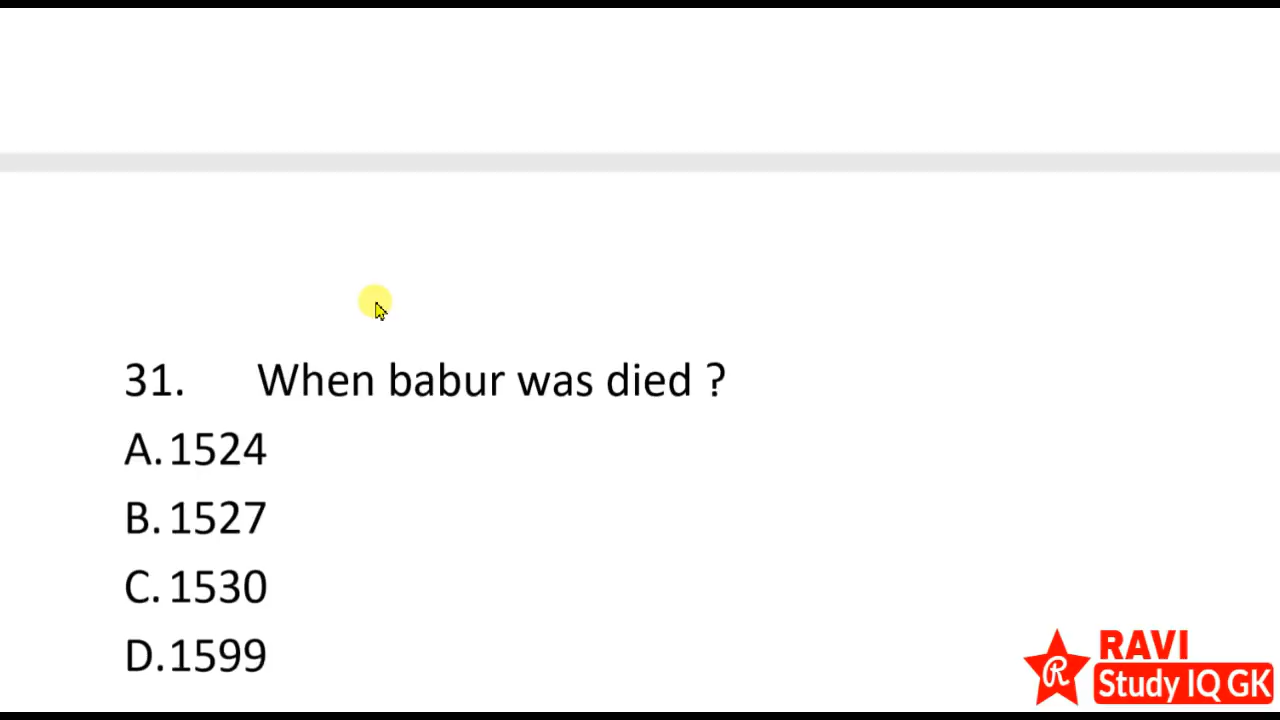 31. When babur was died ?
A. 1524
B. 1527
C. 1530
D. 1599
R RAVI
Study IQ GK